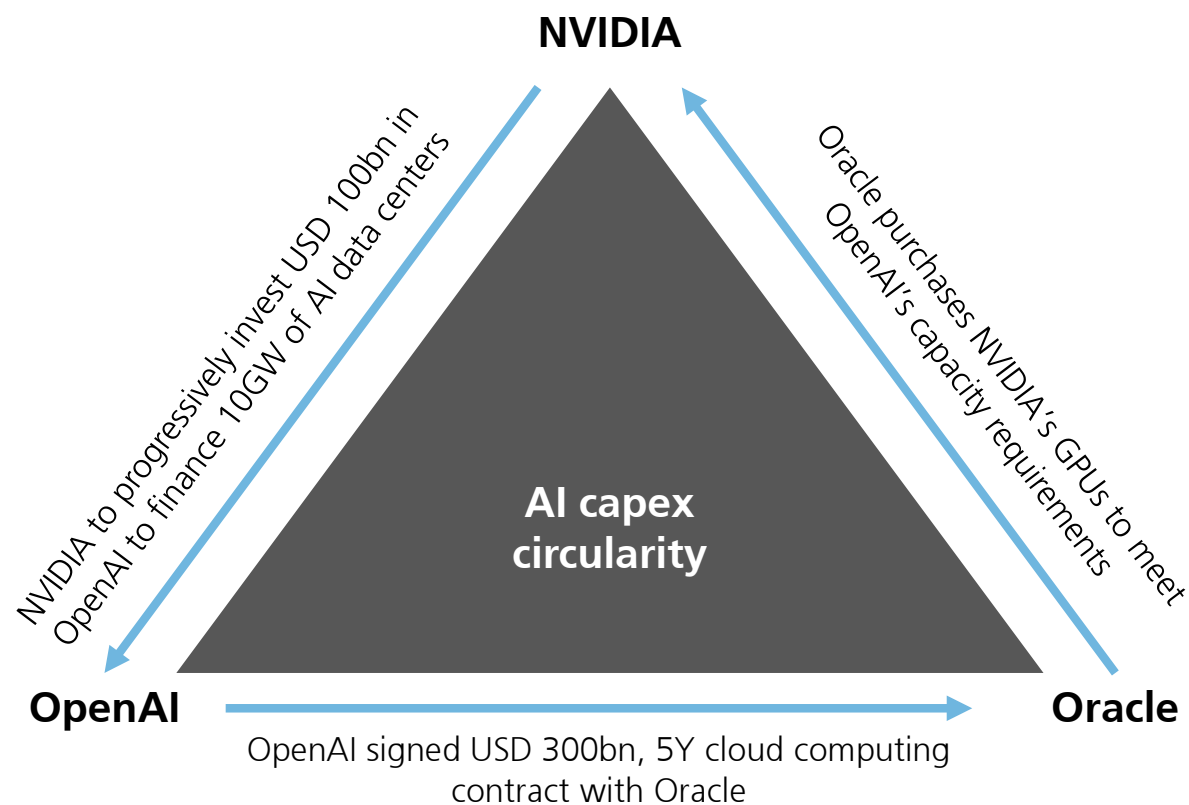 NVIDIA
NVIDIA to progressively invest USD 100bn in
OpenAI to finance 10GW of AI data centers
Oracle purchases NVIDIA's GPUs to meet
OpenAI's capacity requirements
AI capex
circularity
OpenAI
Oracle
OpenAI signed USD 300bn, 5Y cloud computing
contract with Oracle